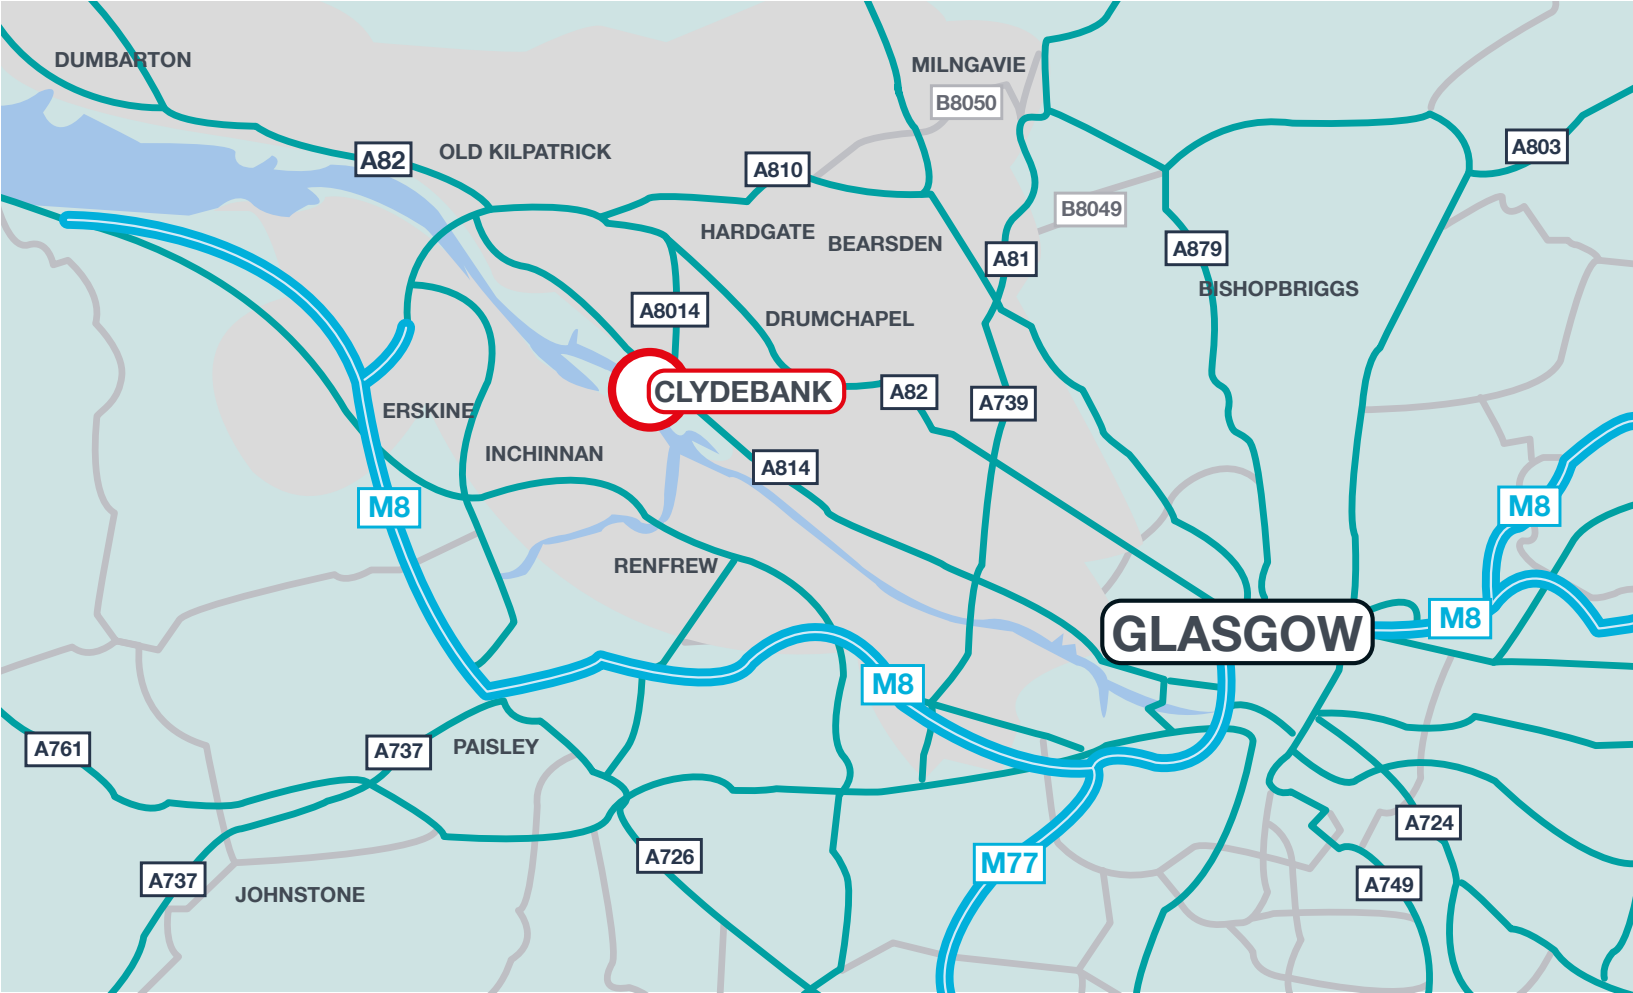 DUMBARTON
MILNGAVIE
B8050
A803
OLD KILPATRICK
A82
A810
B8049
HARDGATE
BEARSDEN
A879
A81
BISHOPBRIGGS
A8014
DRUMCHAPEL
CLYDEBANK
A82
A739
ERSKINE
INCHINNAN
A814
M8
M8
RENFREW
M8
GLASGOW
M8
A761
A737
PAISLEY
A724
A726
M77
A737
A749
JOHNSTONE